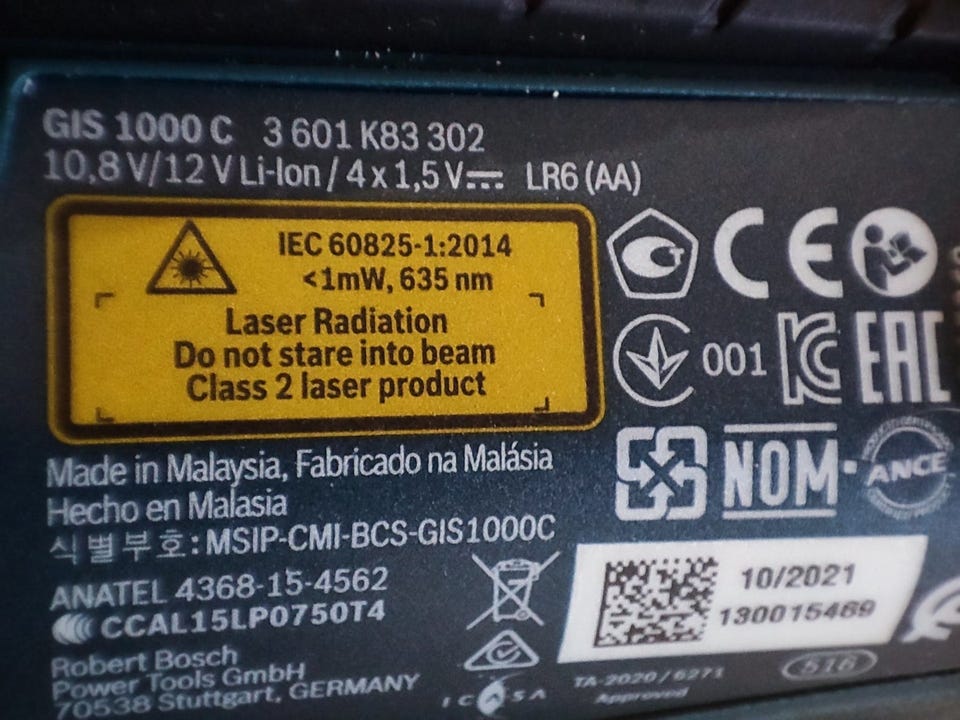 GIS 1000 C 3 601 K83 302
10,8 V/12 V Li-Ion / 4 x 1,5 V⎓ LR6 (AA)
IEC 60825-1:2014
<1mW, 635 nm
Laser Radiation
Do not stare into beam
Class 2 laser product
CE
001 EAC
NOM ANCE
Made in Malaysia, Fabricado na Malásia
Hecho en Malasia
식별부호: MSIP-CMI-BCS-GIS1000C
ANATEL 4368-15-4562
CCAL15LP0750T4
Robert Bosch
Power Tools GmbH
70538 Stuttgart, GERMANY
ICASA
10/2021
130015469
TA-2020/6271
Approved
516